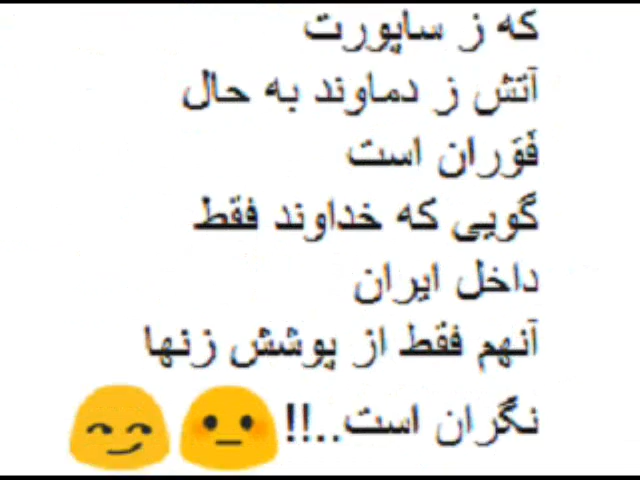 که ز ساپورت
آتش ز دماوند به حال
فَوَران است
گویی که خداوند فقط
داخل ایران
آنهم فقط از پوشش زنها
نگران است..!!😳😏